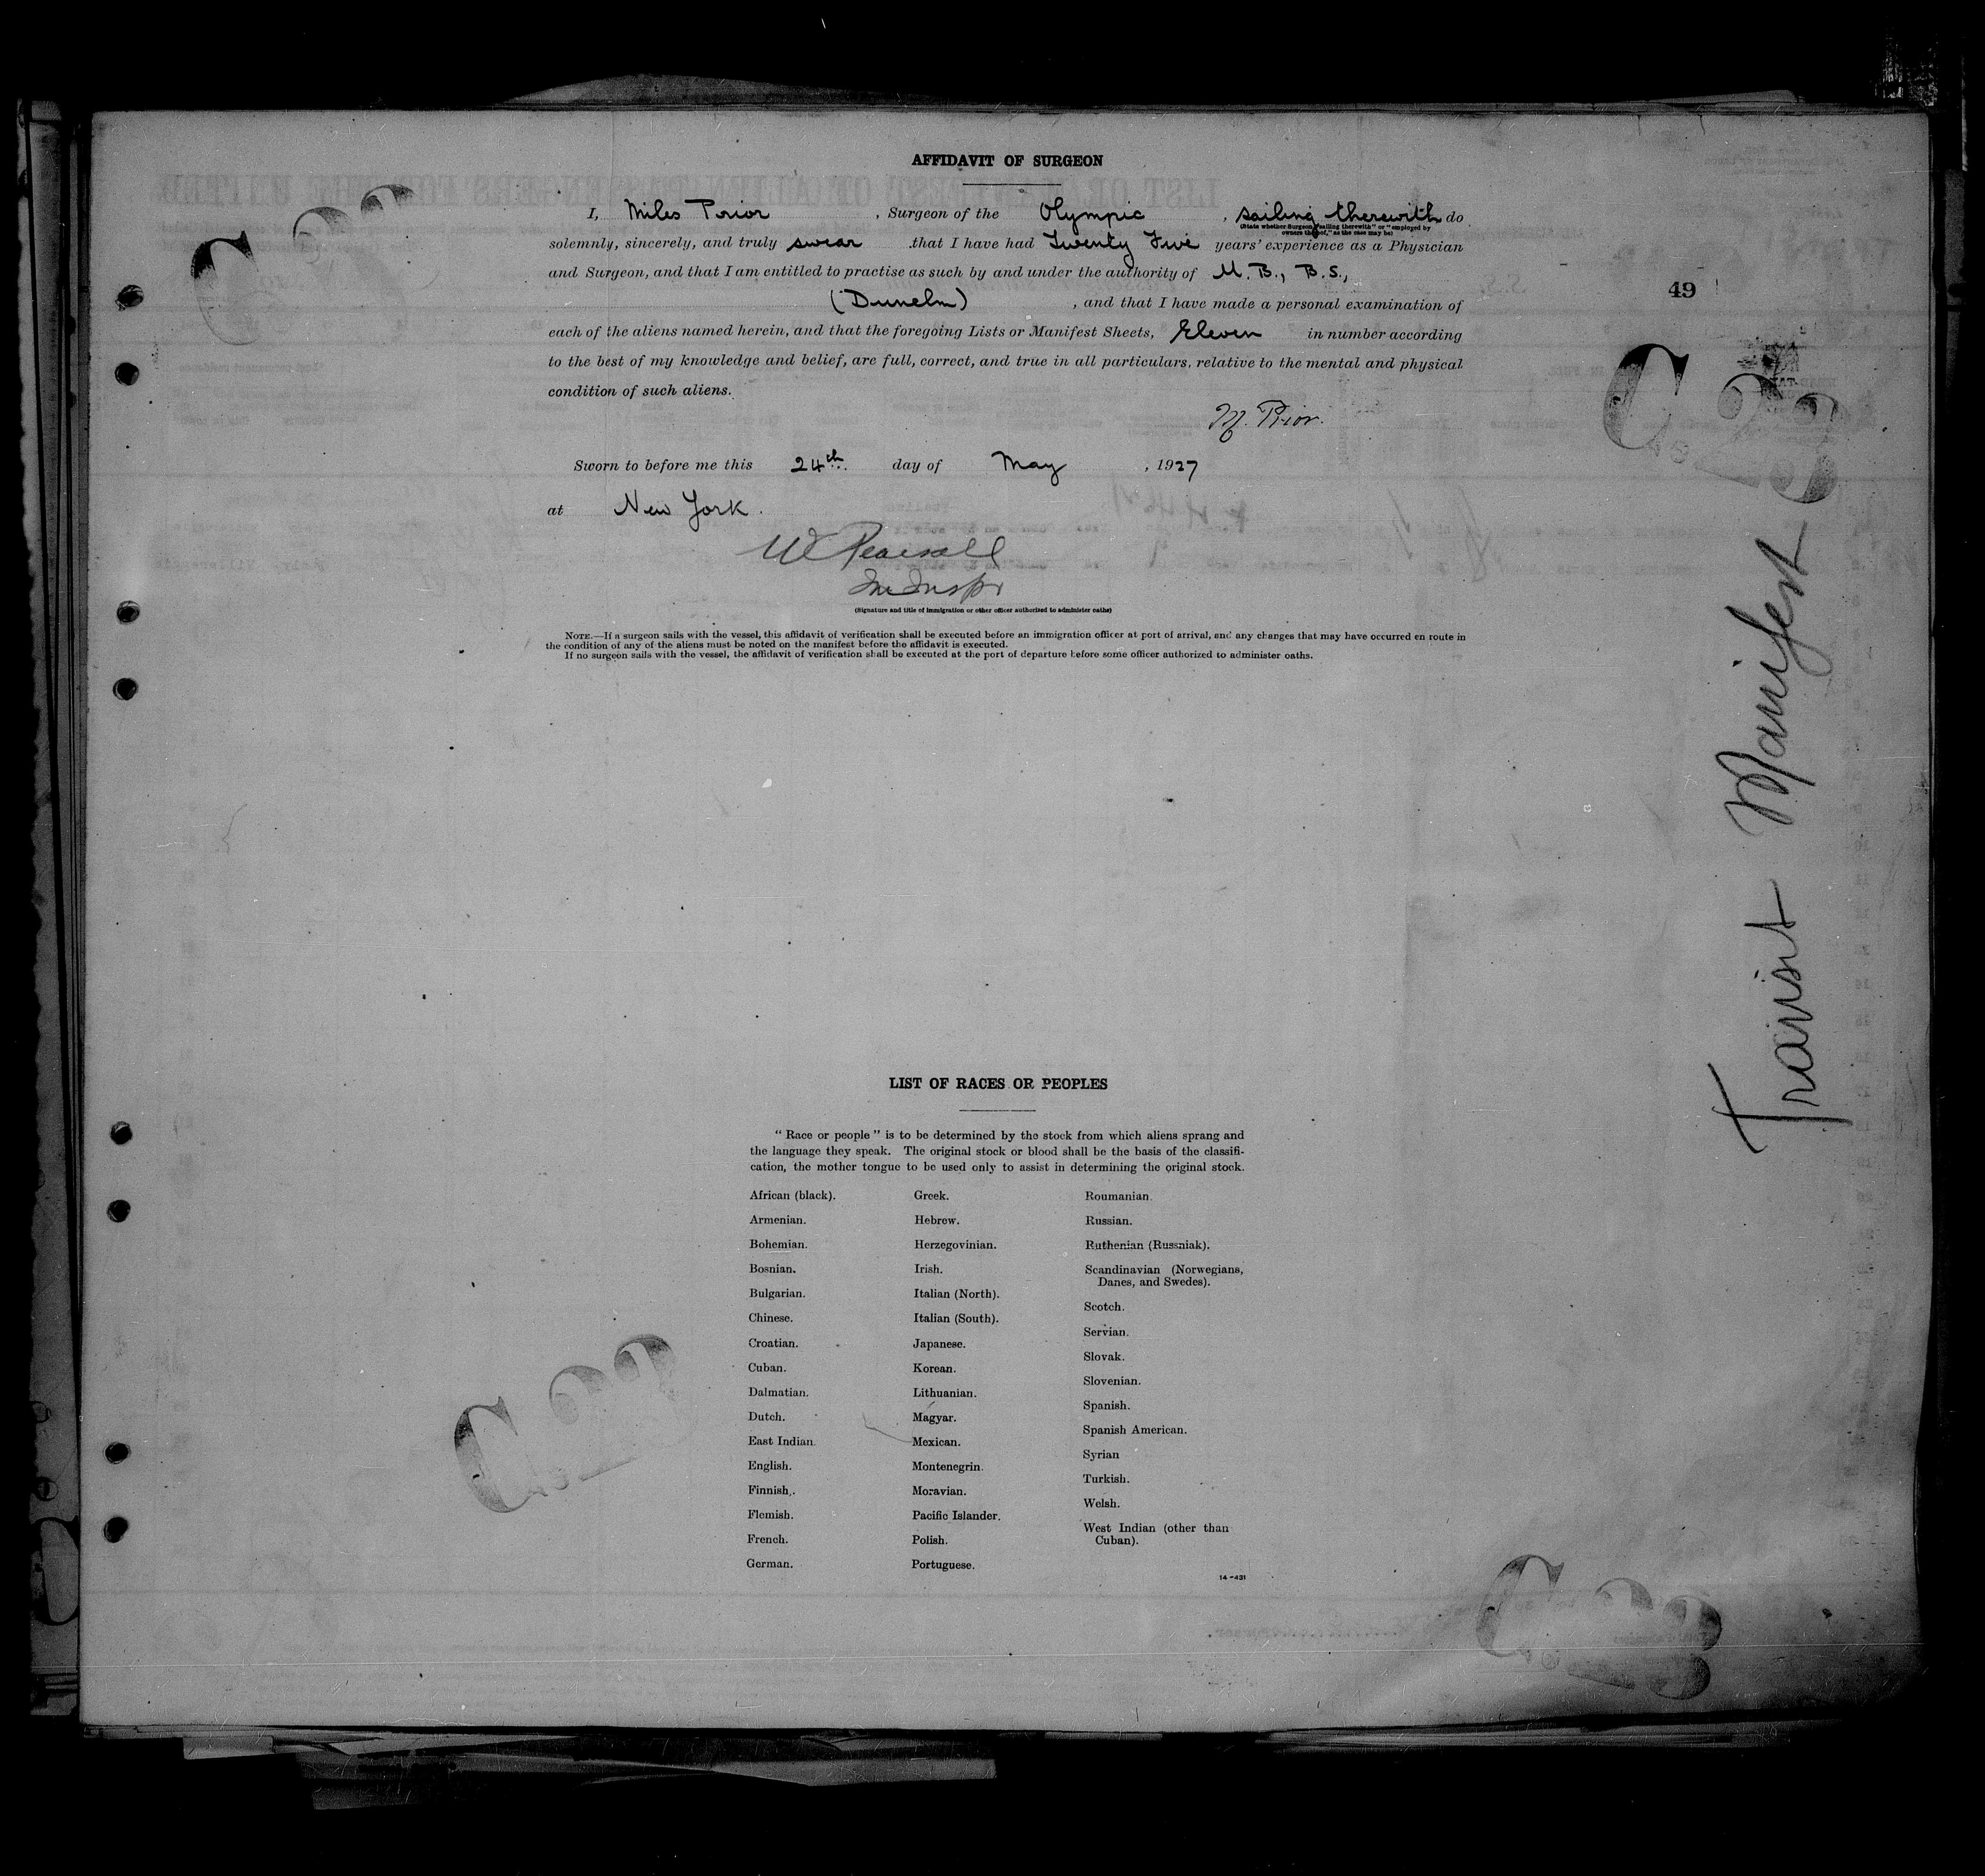 AFFIDAVIT OF SURGEON
I, Miles Prior, Surgeon of the Olympic, sailing therewith do
(State whether Surgeon "sailing therewith" or "employed by
owners thereof," as the case may be)
solemnly, sincerely, and truly swear that I have had Twenty Five years' experience as a Physician
and Surgeon, and that I am entitled to practise as such by and under the authority of M.B., B.S.,
(Dunelm), and that I have made a personal examination of
each of the aliens named herein, and that the foregoing Lists or Manifest Sheets, Eleven in number according
to the best of my knowledge and belief, are full, correct, and true in all particulars, relative to the mental and physical
condition of such aliens.
M. Prior.
Sworn to before me this 24th. day of May, 1927
at New York.
(Signature and title of immigration or other officer authorized to administer oaths)
NOTE.—If a surgeon sails with the vessel, this affidavit of verification shall be executed before an immigration officer at port of arrival, and any changes that may have occurred en route in
the condition of any of the aliens must be noted on the manifest before the affidavit is executed.
If no surgeon sails with the vessel, the affidavit of verification shall be executed at the port of departure before some officer authorized to administer oaths.
49
Transit Manifest
LIST OF RACES OR PEOPLES
"Race or people" is to be determined by the stock from which aliens sprang and
the language they speak. The original stock or blood shall be the basis of the classifi-
cation, the mother tongue to be used only to assist in determining the original stock.
African (black).
Armenian.
Bohemian.
Bosnian.
Bulgarian.
Chinese.
Croatian.
Cuban.
Dalmatian.
Dutch.
East Indian.
English.
Finnish.
Flemish.
French.
German.
Greek.
Hebrew.
Herzegovinian.
Irish.
Italian (North).
Italian (South).
Japanese.
Korean.
Lithuanian.
Magyar.
Mexican.
Montenegrin.
Moravian.
Pacific Islander.
Polish.
Portuguese.
Roumanian.
Russian.
Ruthenian (Russniak).
Scandinavian (Norwegians,
Danes, and Swedes).
Scotch.
Servian.
Slovak.
Slovenian.
Spanish.
Spanish American.
Syrian
Turkish.
Welsh.
West Indian (other than
Cuban).
14-431